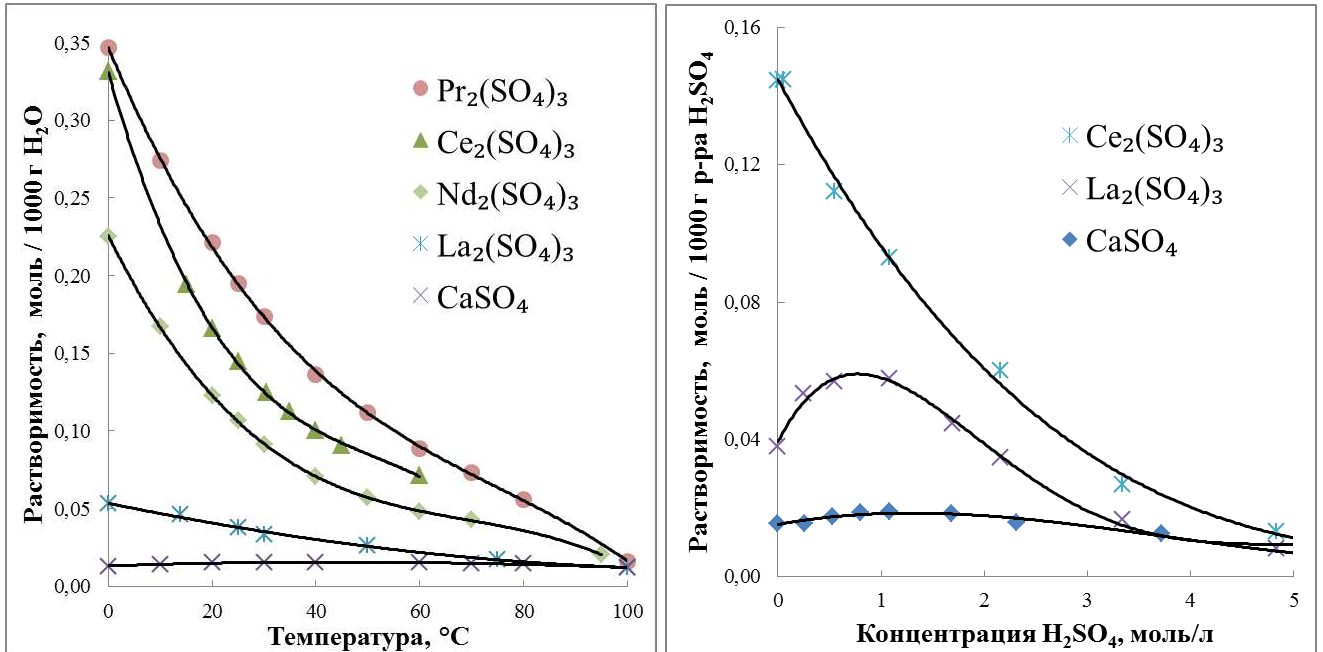 Растворимость, моль / 1000 г H₂O
0,35
0,30
0,25
0,20
0,15
0,10
0,05
0,00
0
20
40
60
80
100
Температура, °C
Pr₂(SO₄)₃
Ce₂(SO₄)₃
Nd₂(SO₄)₃
La₂(SO₄)₃
CaSO₄
Растворимость, моль / 1000 г р-ра H₂SO₄
0,16
0,12
0,08
0,04
0,00
0
1
2
3
4
5
Концентрация H₂SO₄, моль/л
Ce₂(SO₄)₃
La₂(SO₄)₃
CaSO₄